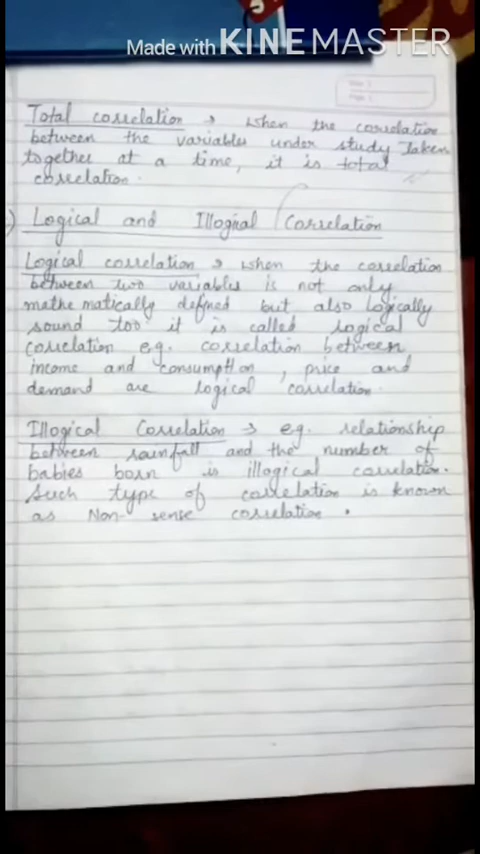 Made with KINEMASTER
Total correlation → when the correlation
between the variables under study taken
together at a time, it is total
correlation.
) Logical and Illogial Correlation
Logical correlation → when the correlation
between two variables is not only
mathe matically defined but also Logically
sound too it is called logical
correlation e.g. correlation between
income and consumption, price and
demand are logical correlation.
Illogical Correlation → e.g. relationship
between rainfall and the number of
babies born is illogical correlation.
Such type of correlation is known
as Non- sense correlation.